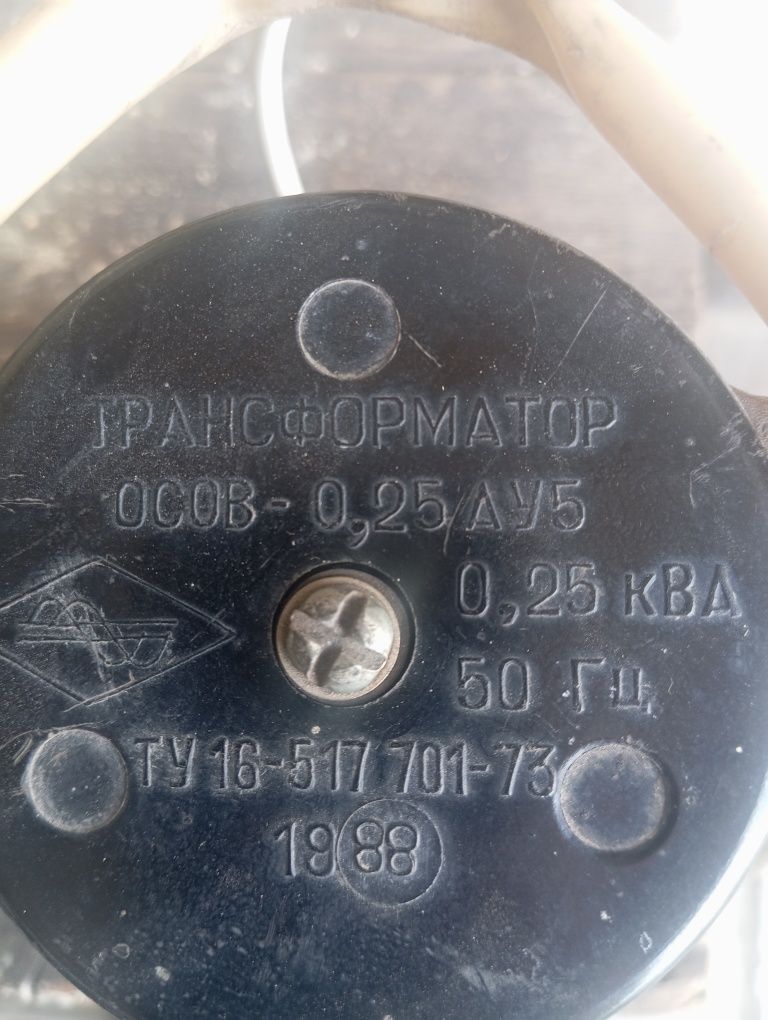 ТРАНСФОРМАТОР
ОСОВ-0,25/АУ5
0,25 кВА
50 Гц
ТУ 16-517 701-73
1988